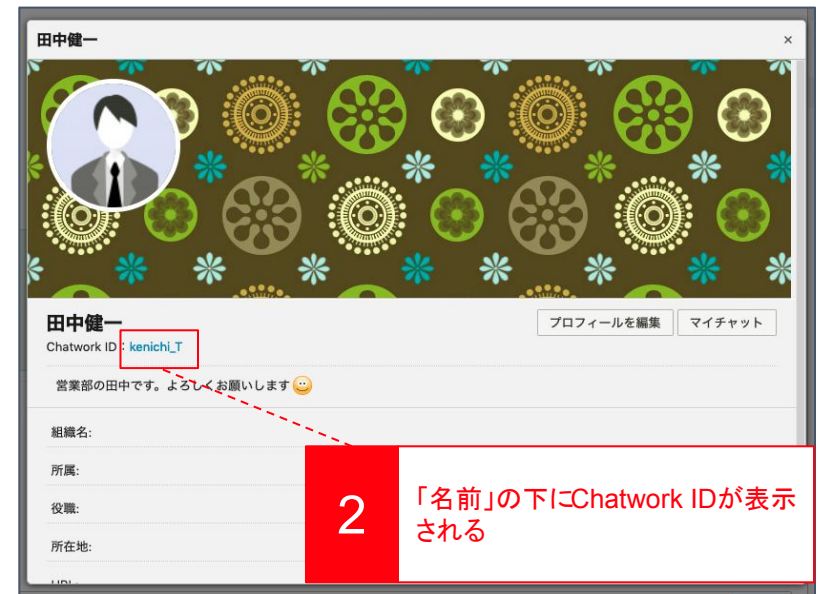 田中健一
×
田中健一
プロフィールを編集
マイチャット
Chatwork ID：kenichi_T
営業部の田中です。よろしくお願いします
組織名:
所属:
役職:
所在地:
2
「名前」の下にChatwork IDが表示
される